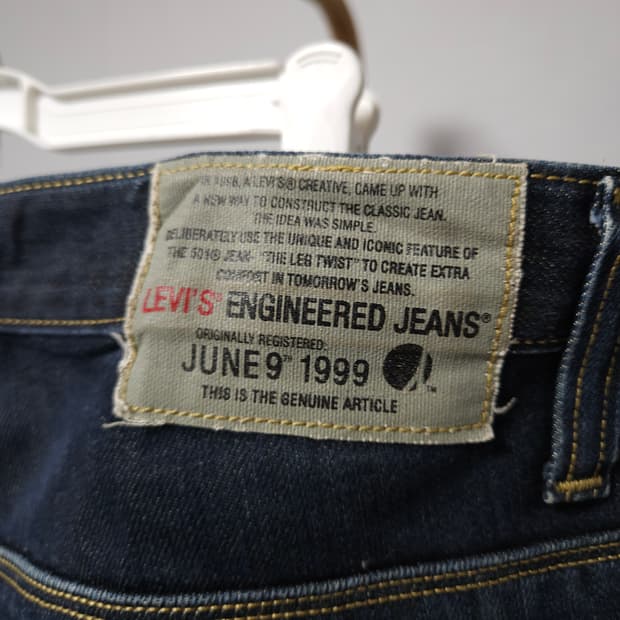 A LEVI'S® CREATIVE, CAME UP WITH
A NEW WAY TO CONSTRUCT THE CLASSIC JEAN.
THE IDEA WAS SIMPLE.
DELIBERATELY USE THE UNIQUE AND ICONIC FEATURE OF
THE 501® JEAN- "THE LEG TWIST" TO CREATE EXTRA
COMFORT IN TOMORROW'S JEANS.
LEVI'S® ENGINEERED JEANS®
ORIGINALLY REGISTERED:
JUNE 9TH 1999
TM
THIS IS THE GENUINE ARTICLE